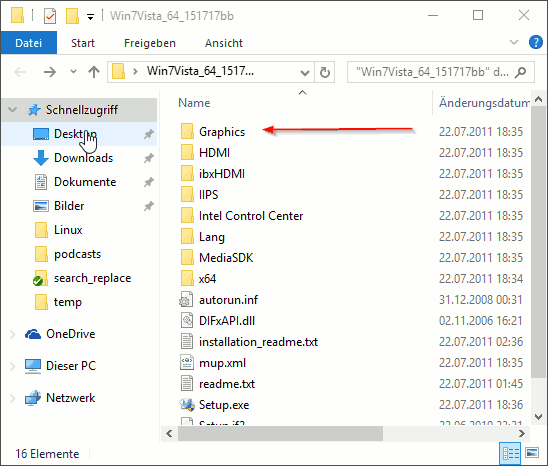 Win7Vista_64_151717bb
Datei Start Freigeben Ansicht
Win7Vista_64_1517... "Win7Vista_64_151717bb" d...
Name Änderungsdatum
Schnellzugriff
Desktop
Downloads
Dokumente
Bilder
Linux
podcasts
search_replace
temp
OneDrive
Dieser PC
Netzwerk
Graphics 22.07.2011 18:35
HDMI 22.07.2011 18:35
ibxHDMI 22.07.2011 18:35
IIPS 22.07.2011 18:35
Intel Control Center 22.07.2011 18:35
Lang 22.07.2011 18:35
MediaSDK 22.07.2011 18:35
x64 22.07.2011 18:34
autorun.inf 31.12.2008 00:31
DIFxAPI.dll 02.11.2006 16:21
installation_readme.txt 22.07.2011 02:36
mup.xml 22.07.2011 18:35
readme.txt 22.07.2011 01:45
Setup.exe 22.07.2011 18:36
16 Elemente